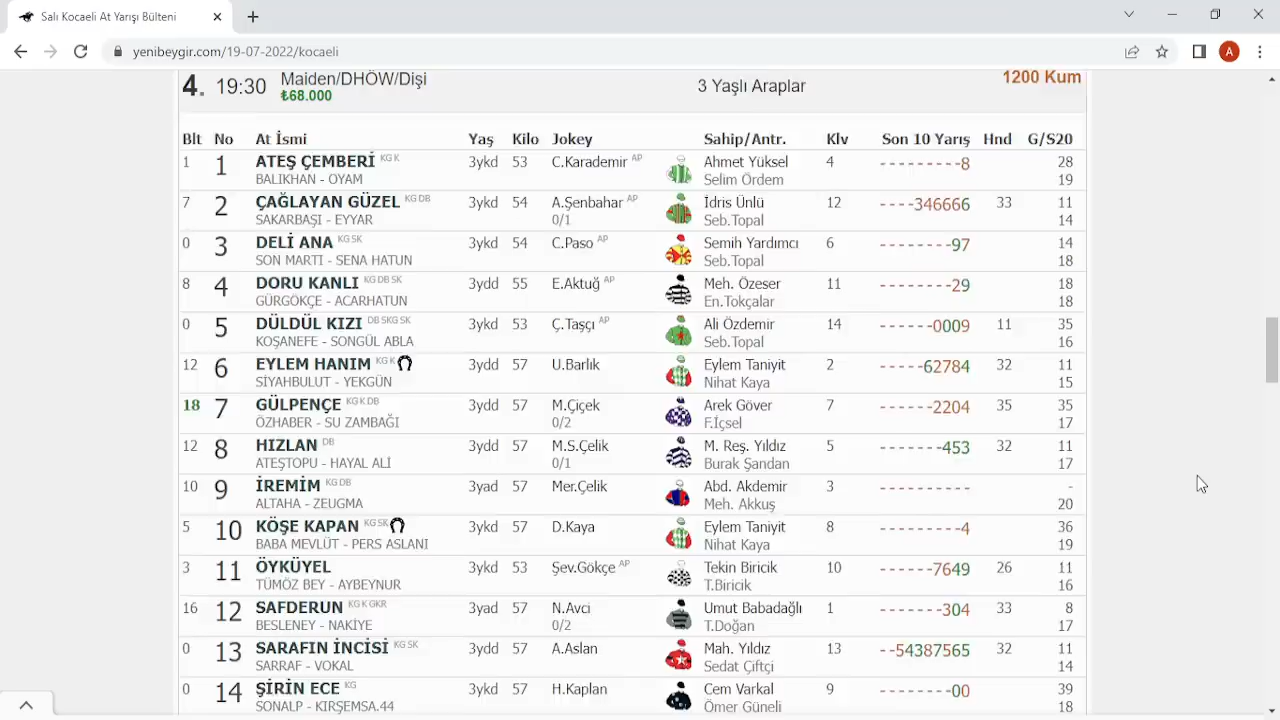 Salı Kocaeli At Yarışı Bülteni
yenibeygir.com/19-07-2022/kocaeli
A
4. 19:30 Maiden/DHÖW/Dişi 3 Yaşlı Araplar 1200 Kum
₺68.000
Blt No At İsmi Yaş Kilo Jokey Sahip/Antr. Klv Son 10 Yarış Hnd G/S20
1 1 ATEŞ ÇEMBERİ KG K 3ykd 53 C.Karademir AP Ahmet Yüksel 4 - - - - - - - - -8 28
BALIKHAN - OYAM Selim Ördem 19
7 2 ÇAĞLAYAN GÜZEL KG DB 3ykd 54 A.Şenbahar AP İdris Ünlü 12 - - - -346666 33 11
SAKARBAŞI - EYYAR 0/1 Seb.Topal 14
0 3 DELİ ANA KG SK 3ykd 54 C.Paso AP Semih Yardımcı 6 - - - - - - - -97 14
SON MARTI - SENA HATUN Seb.Topal 18
8 4 DORU KANLI KG DB SK 3ydd 55 E.Aktuğ AP Meh. Özeser 11 - - - - - - - -29 18
GÜRGÖKÇE - ACARHATUN En.Tokçalar 18
0 5 DÜLDÜL KIZI DB SKG SK 3ykd 53 Ç.Taşçı AP Ali Özdemir 14 - - - - - -0009 11 35
KOŞANEFE - SONGÜL ABLA Seb.Topal 16
12 6 EYLEM HANIM KG K 3ydd 57 U.Barlık Eylem Taniyit 2 - - - - -62784 32 11
SİYAHBULUT - YEKGÜN Nihat Kaya 15
18 7 GÜLPENÇE KG K DB 3ydd 57 M.Çiçek Arek Göver 7 - - - - - -2204 35 35
ÖZHABER - SU ZAMBAĞI 0/2 F.İçsel 17
12 8 HIZLAN DB 3ydd 57 M.S.Çelik M. Reş. Yıldız 5 - - - - - - -453 32 11
ATEŞTOPU - HAYAL ALİ 0/1 Burak Şandan 17
10 9 İREMİM KG DB 3yad 57 Mer.Çelik Abd. Akdemir 3 - - - - - - - - - - -
ALTAHA - ZEUGMA Meh. Akkuş 20
5 10 KÖŞE KAPAN KG SK 3ykd 57 D.Kaya Eylem Taniyit 8 - - - - - - - - -4 36
BABA MEVLÜT - PERS ASLANI Nihat Kaya 19
3 11 ÖYKÜYEL 3ykd 53 Şev.Gökçe AP Tekin Biricik 10 - - - - - -7649 26 11
TÜMÖZ BEY - AYBEYNUR T.Biricik 16
16 12 SAFDERUN KG K GKR 3yad 57 N.Avci Umut Babadağlı 1 - - - - - - -304 33 8
BESLENEY - NAKİYE 0/2 T.Doğan 17
0 13 SARAFIN İNCİSİ KG SK 3ykd 57 A.Aslan Mah. Yıldız 13 - -54387565 32 11
SARRAF - VOKAL Sedat Çiftçi 14
0 14 ŞİRİN ECE KG 3ykd 57 H.Kaplan Cem Varkal 9 - - - - - - - -00 39
SONALP - KIRŞEMSA.44 Ömer Güneli 18